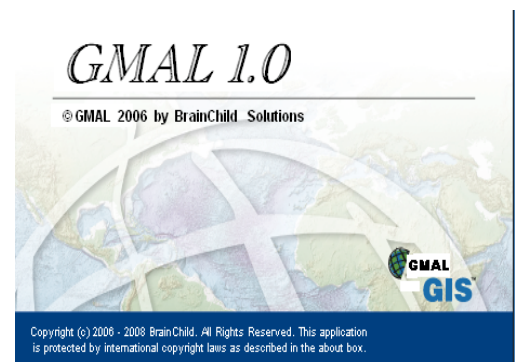 GMAL 1.0
© GMAL 2006 by BrainChild Solutions
GMAL
GIS
Copyright (c) 2006 - 2008 BrainChild. All Rights Reserved. This application
is protected by international copyright laws as described in the about box.